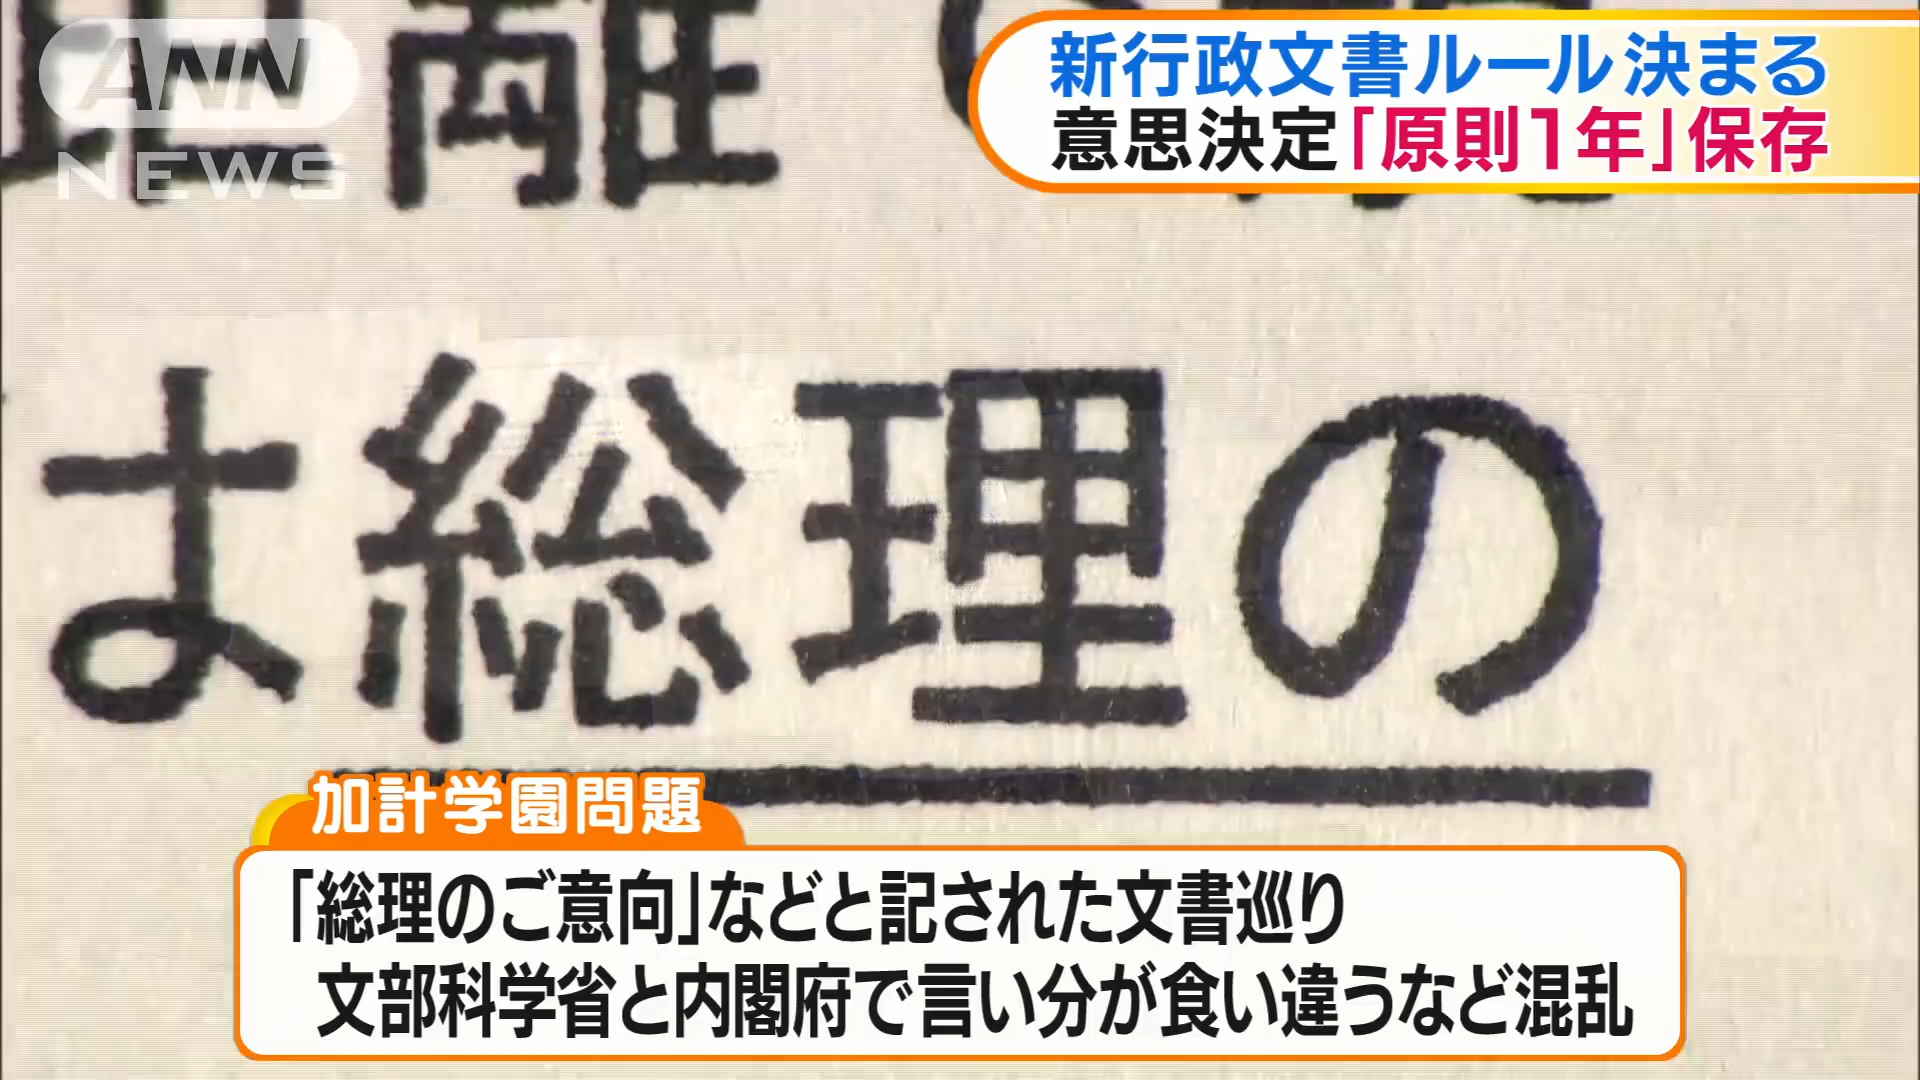 ANN
NEWS
新行政文書ルール決まる
意思決定「原則1年」保存
は総理の
加計学園問題
「総理のご意向」などと記された文書巡り
文部科学省と内閣府で言い分が食い違うなど混乱